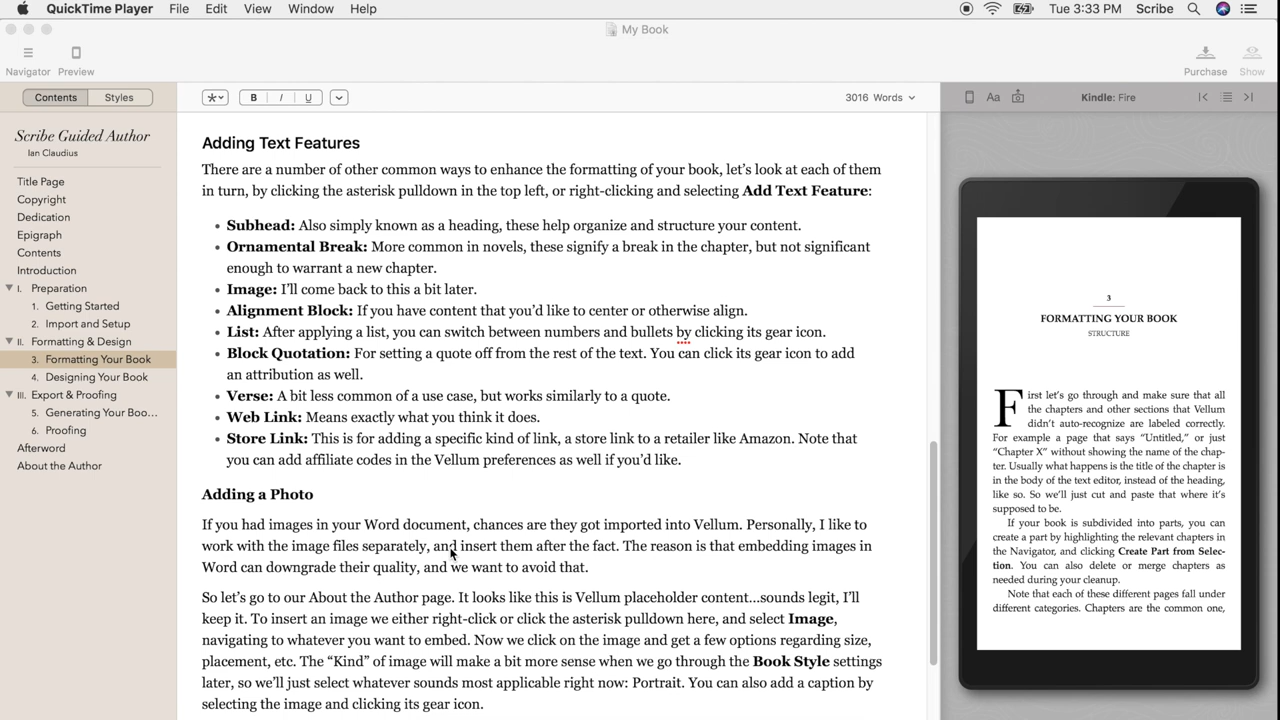 QuickTime Player File Edit View Window Help Tue 3:33 PM Scribe
My Book
Navigator Preview Purchase Show
Contents Styles
B I U
3016 Words
Aa Kindle: Fire
Scribe Guided Author
Ian Claudius
Title Page
Copyright
Dedication
Epigraph
Contents
Introduction
I. Preparation
1. Getting Started
2. Import and Setup
II. Formatting & Design
3. Formatting Your Book
4. Designing Your Book
III. Export & Proofing
5. Generating Your Boo...
6. Proofing
Afterword
About the Author
Adding Text Features
There are a number of other common ways to enhance the formatting of your book, let’s look at each of them
in turn, by clicking the asterisk pulldown in the top left, or right-clicking and selecting Add Text Feature:
• Subhead: Also simply known as a heading, these help organize and structure your content.
• Ornamental Break: More common in novels, these signify a break in the chapter, but not significant
enough to warrant a new chapter.
• Image: I’ll come back to this a bit later.
• Alignment Block: If you have content that you’d like to center or otherwise align.
• List: After applying a list, you can switch between numbers and bullets by clicking its gear icon.
• Block Quotation: For setting a quote off from the rest of the text. You can click its gear icon to add
an attribution as well.
• Verse: A bit less common of a use case, but works similarly to a quote.
• Web Link: Means exactly what you think it does.
• Store Link: This is for adding a specific kind of link, a store link to a retailer like Amazon. Note that
you can add affiliate codes in the Vellum preferences as well if you’d like.
Adding a Photo
If you had images in your Word document, chances are they got imported into Vellum. Personally, I like to
work with the image files separately, and insert them after the fact. The reason is that embedding images in
Word can downgrade their quality, and we want to avoid that.
So let’s go to our About the Author page. It looks like this is Vellum placeholder content…sounds legit, I’ll
keep it. To insert an image we either right-click or click the asterisk pulldown here, and select Image,
navigating to whatever you want to embed. Now we click on the image and get a few options regarding size,
placement, etc. The “Kind” of image will make a bit more sense when we go through the Book Style settings
later, so we’ll just select whatever sounds most applicable right now: Portrait. You can also add a caption by
selecting the image and clicking its gear icon.
3
FORMATTING YOUR BOOK
STRUCTURE
First let’s go through and make sure that all
the chapters and other sections that Vellum
didn’t auto-recognize are labeled correctly.
For example a page that says “Untitled,” or just
“Chapter X” without showing the name of the chap-
ter. Usually what happens is the title of the chapter is
in the body of the text editor, instead of the heading,
like so. So we’ll just cut and paste that where it’s
supposed to be.
If your book is subdivided into parts, you can
create a part by highlighting the relevant chapters in
the Navigator, and clicking Create Part from Selec-
tion. You can also delete or merge chapters as
needed during your cleanup.
Note that each of these different pages fall under
different categories. Chapters are the common one,